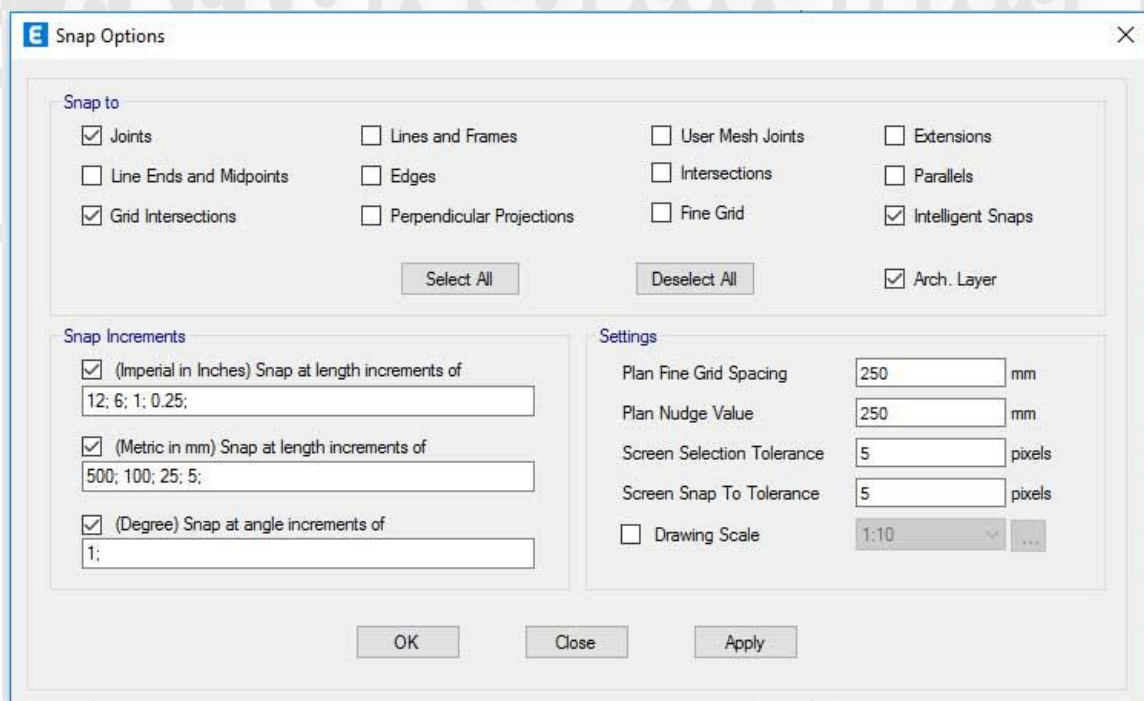 E Snap Options
Snap to
Joints
Lines and Frames
User Mesh Joints
Extensions
Line Ends and Midpoints
Edges
Intersections
Parallels
Grid Intersections
Perpendicular Projections
Fine Grid
Intelligent Snaps
Select All
Deselect All
Arch. Layer
Snap Increments
(Imperial in Inches) Snap at length increments of
12; 6; 1; 0.25;
(Metric in mm) Snap at length increments of
500; 100; 25; 5;
(Degree) Snap at angle increments of
1;
Settings
Plan Fine Grid Spacing 250 mm
Plan Nudge Value 250 mm
Screen Selection Tolerance 5 pixels
Screen Snap To Tolerance 5 pixels
Drawing Scale 1:10 ...
OK
Close
Apply